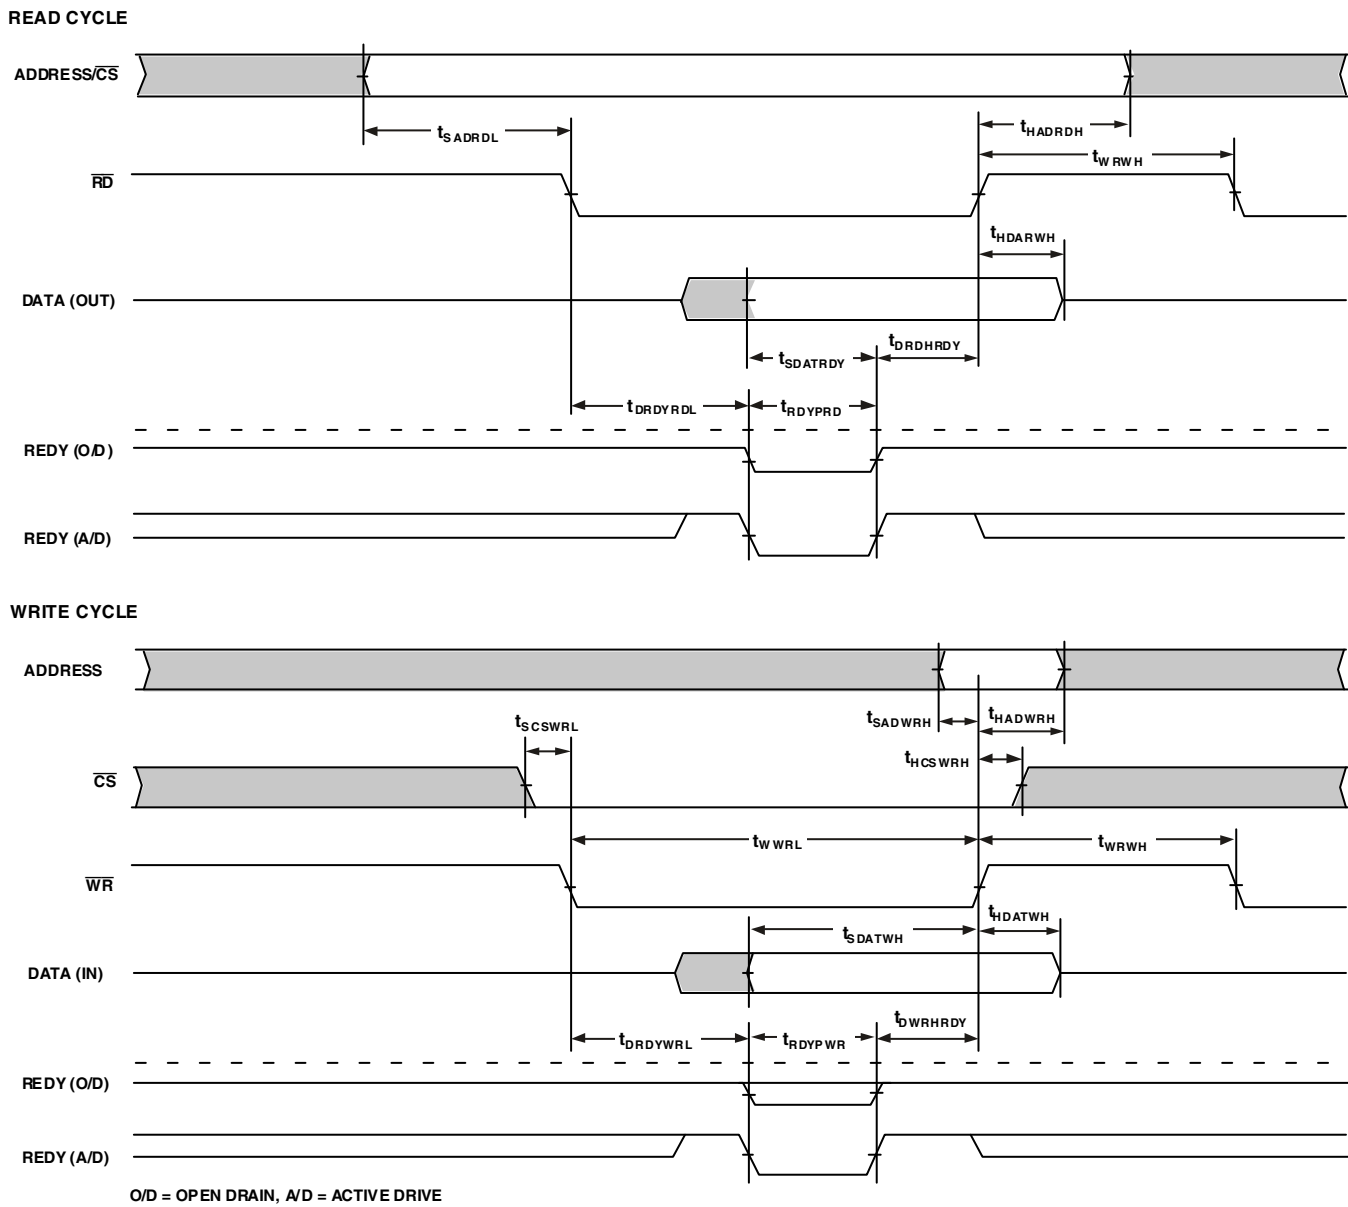 READ CYCLE
ADDRESS/CS
tSADRDL
tHADRDH
tWRWH
RD
tHDARWH
DATA (OUT)
tDRDHRDY
tSDATRDY
tDRDYRDL
tRDYPRD
REDY (O/D)
REDY (A/D)
WRITE CYCLE
ADDRESS
tSCSWRL
tSADWRH
tHADWRH
tHCSWRH
CS
tWWRL
tWRWH
WR
tHDATWH
tSDATWH
DATA (IN)
tDWRHRDY
tDRDYWRL
tRDYPWR
REDY (O/D)
REDY (A/D)
O/D = OPEN DRAIN, A/D = ACTIVE DRIVE